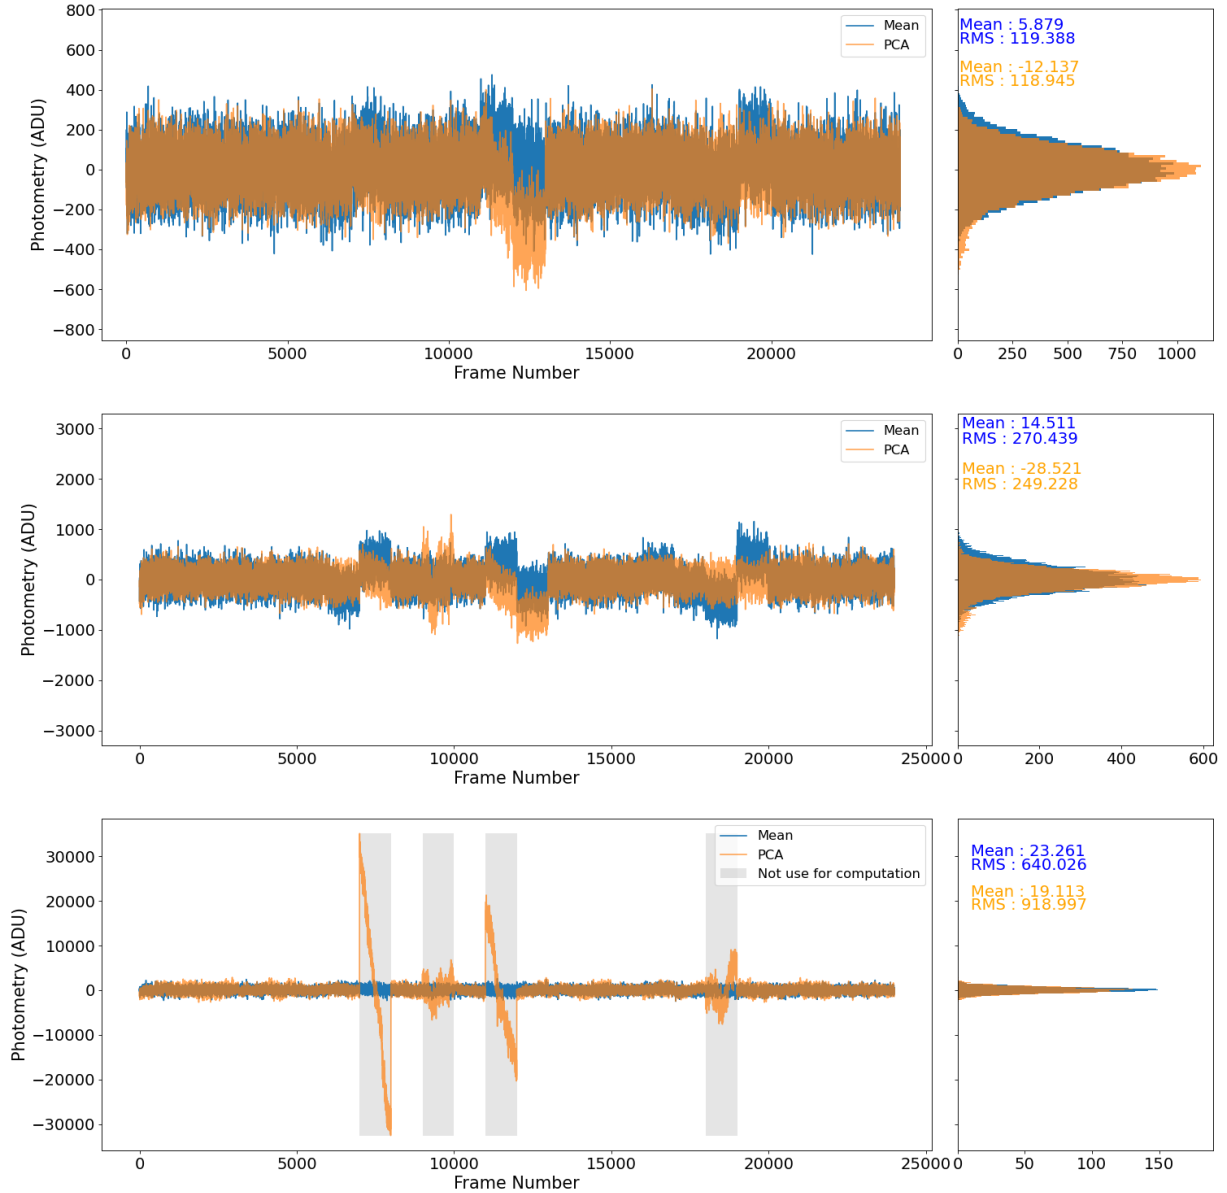 800
600
400
200
0
−200
−400
−600
−800
Photometry (ADU)
0
5000
10000
15000
20000
Frame Number
Mean
PCA
Mean : 5.879
RMS : 119.388
Mean : -12.137
RMS : 118.945
0
250
500
750
1000
3000
2000
1000
0
−1000
−2000
−3000
Photometry (ADU)
0
5000
10000
15000
20000
25000
Frame Number
Mean
PCA
Mean : 14.511
RMS : 270.439
Mean : -28.521
RMS : 249.228
0
200
400
600
30000
20000
10000
0
−10000
−20000
−30000
Photometry (ADU)
0
5000
10000
15000
20000
25000
Frame Number
Mean
PCA
Not use for computation
Mean : 23.261
RMS : 640.026
Mean : 19.113
RMS : 918.997
0
50
100
150